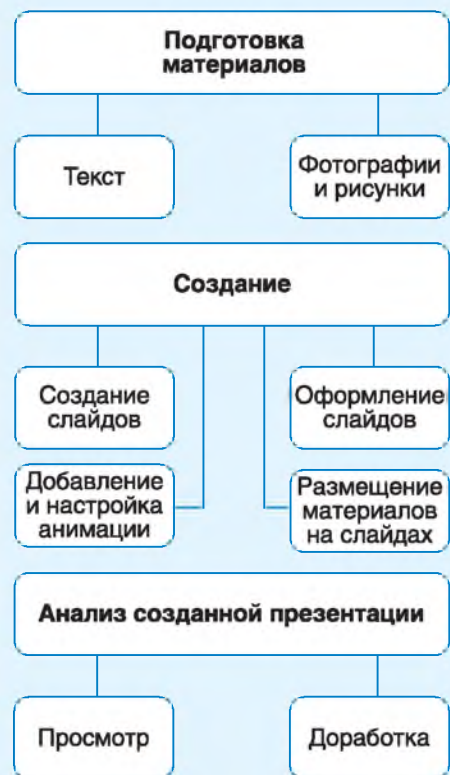 Подготовка
материалов
Текст
Фотографии
и рисунки
Создание
Создание
слайдов
Оформление
слайдов
Добавление
и настройка
анимации
Размещение
материалов
на слайдах
Анализ созданной презентации
Просмотр
Доработка